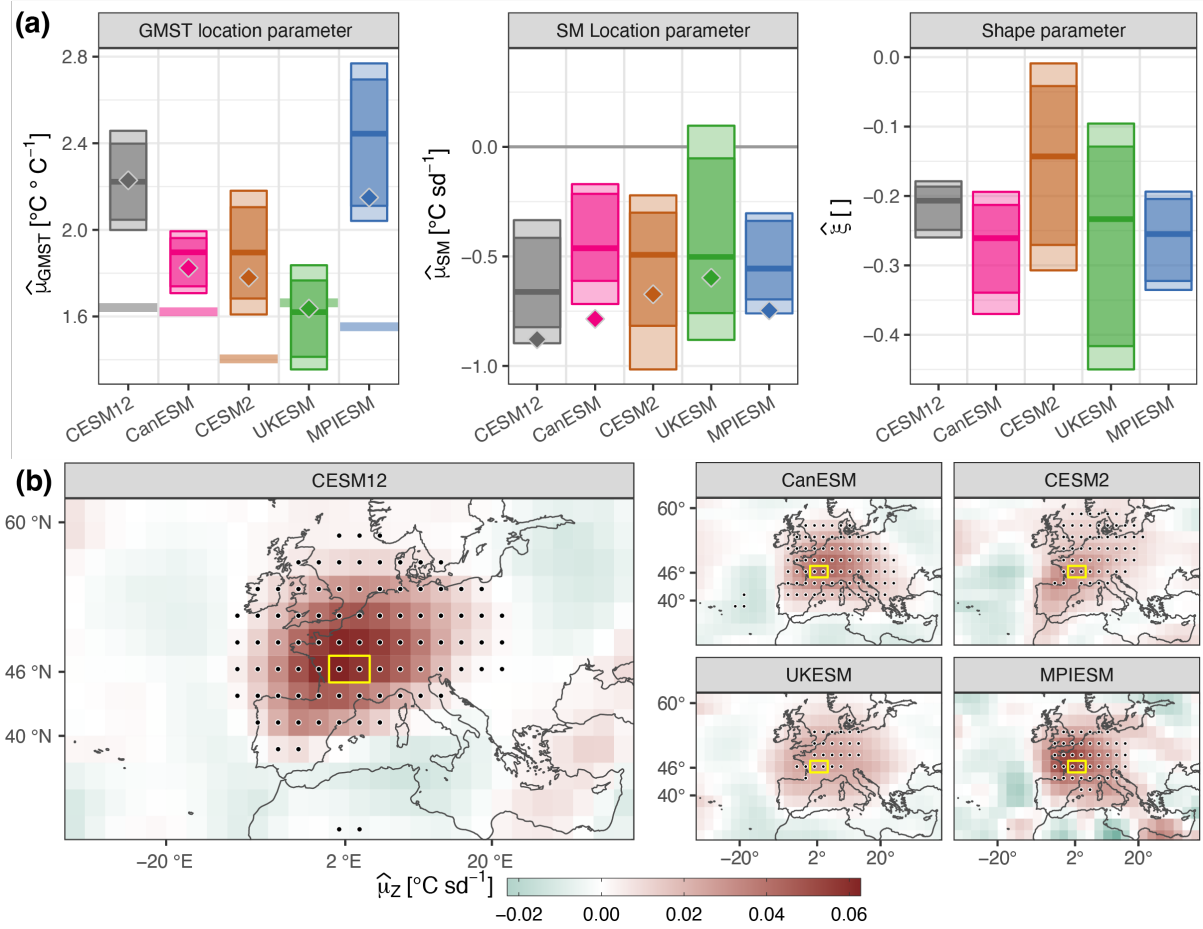 (a)
GMST location parameter
SM Location parameter
Shape parameter
μ̂GMST [°C ° C⁻¹]
2.8
2.4
2.0
1.6
μ̂SM [°C sd⁻¹]
0.0
−0.5
−1.0
ξ̂ [ ]
0.0
−0.1
−0.2
−0.3
−0.4
CESM12
CanESM
CESM2
UKESM
MPIESM
CESM12
CanESM
CESM2
UKESM
MPIESM
CESM12
CanESM
CESM2
UKESM
MPIESM
(b)
CESM12
60 °N
46 °N
40 °N
−20 °E
2 °E
20 °E
CanESM
CESM2
60°
46°
40°
UKESM
MPIESM
60°
46°
40°
−20°
2°
20°
−20°
2°
20°
μ̂Z [°C sd⁻¹]
−0.02
0.00
0.02
0.04
0.06